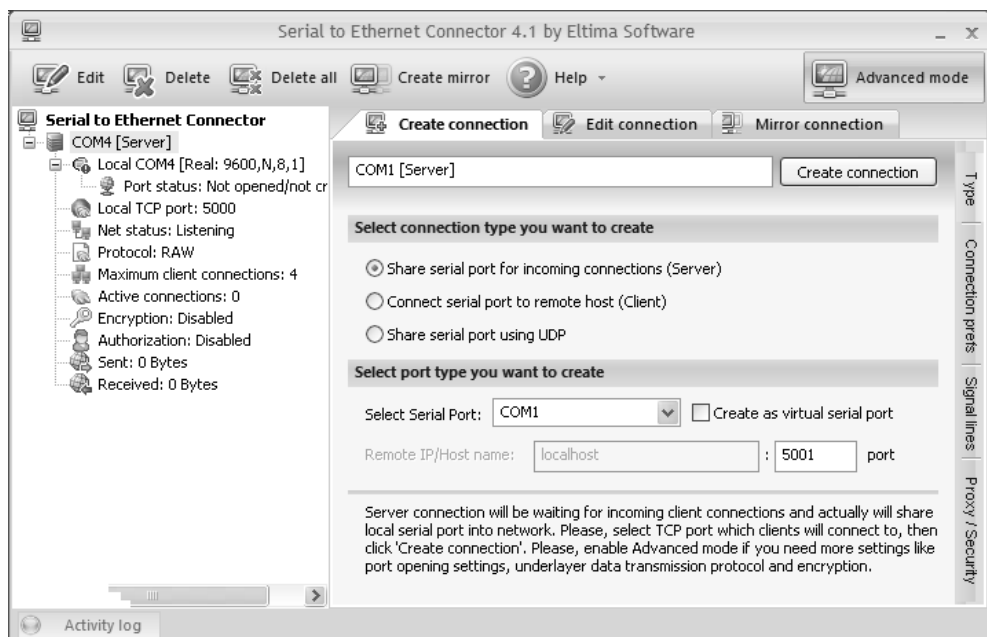 Serial to Ethernet Connector 4.1 by Eltima Software
Edit
Delete
Delete all
Create mirror
Help
Advanced mode
Serial to Ethernet Connector
COM4 [Server]
Local COM4 [Real: 9600,N,8,1]
Port status: Not opened/not cr
Local TCP port: 5000
Net status: Listening
Protocol: RAW
Maximum client connections: 4
Active connections: 0
Encryption: Disabled
Authorization: Disabled
Sent: 0 Bytes
Received: 0 Bytes
Create connection
Edit connection
Mirror connection
COM1 [Server]
Create connection
Select connection type you want to create
Share serial port for incoming connections (Server)
Connect serial port to remote host (Client)
Share serial port using UDP
Select port type you want to create
Select Serial Port: COM1
Create as virtual serial port
Remote IP/Host name: localhost : 5001 port
Server connection will be waiting for incoming client connections and actually will share
local serial port into network. Please, select TCP port which clients will connect to, then
click 'Create connection'. Please, enable Advanced mode if you need more settings like
port opening settings, underlayer data transmission protocol and encryption.
Type
Connection prefs
Signal lines
Proxy / Security
Activity log